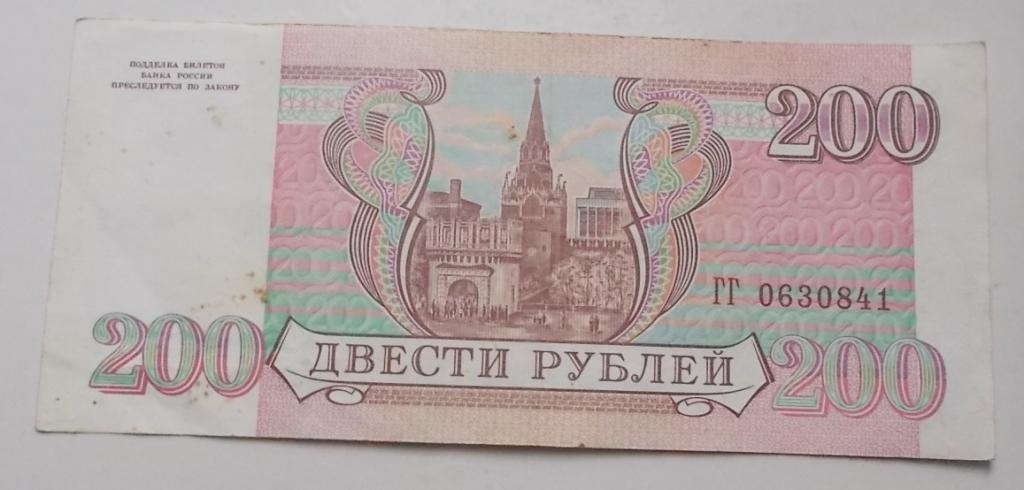 ПОДДЕЛКА БИЛЕТОВ
БАНКА РОССИИ
ПРЕСЛЕДУЕТСЯ ПО ЗАКОНУ
200
ГГ 0630841
200
ДВЕСТИ РУБЛЕЙ
200